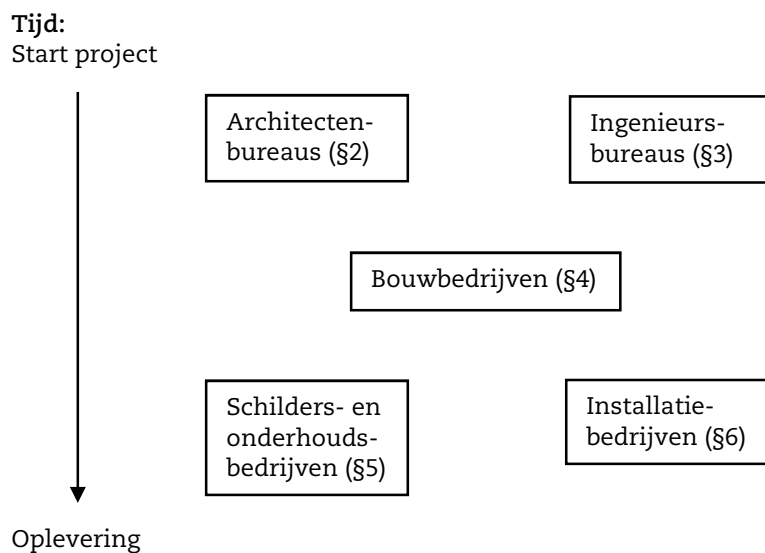 Tijd:
Start project
Architecten-
bureaus (§2)
Ingenieurs-
bureaus (§3)
Bouwbedrijven (§4)
Schilders- en
onderhouds-
bedrijven (§5)
Installatie-
bedrijven (§6)
Oplevering